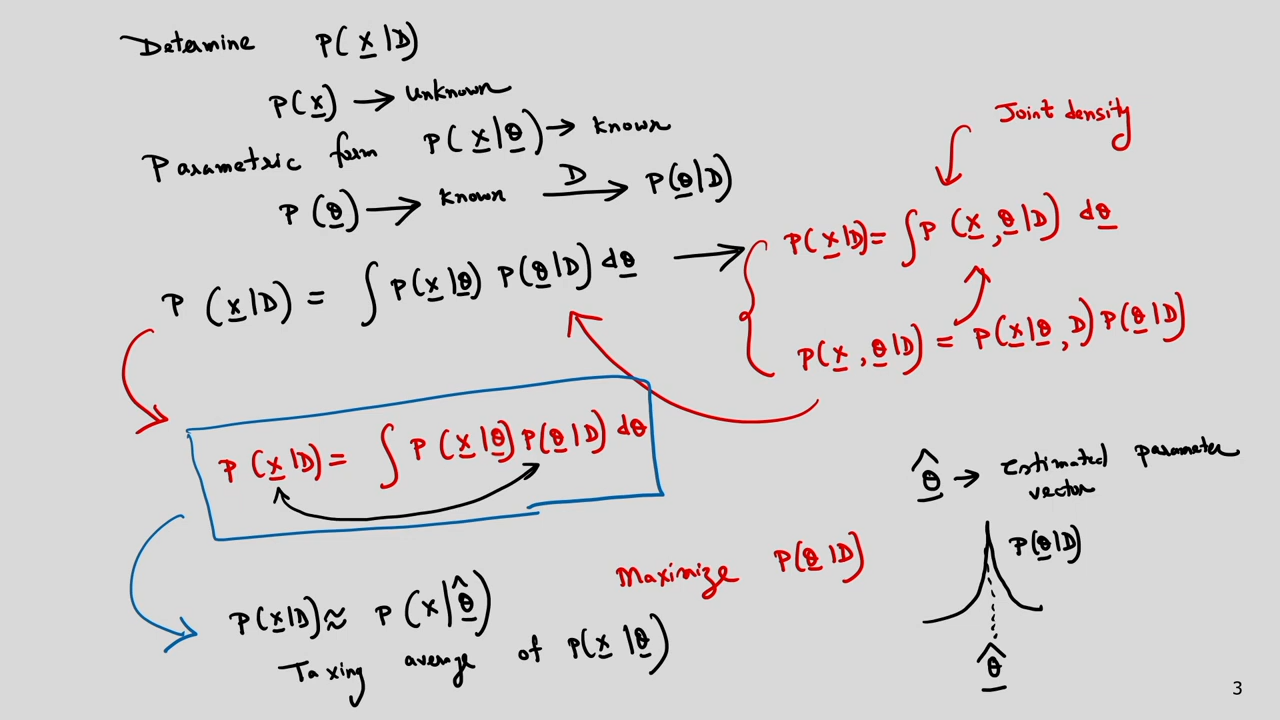 Determine P(x|D)
P(x) → unknown
Parametric form P(x|θ) → known
P(θ) → known D→ P(θ|D)
P(x|D) = ∫ P(x|θ) P(θ|D) dθ →
Joint density
P(x|D) = ∫ P(x, θ|D) dθ
P(x, θ|D) = P(x|θ, D) P(θ|D)
P(x|D) = ∫ P(x|θ) P(θ|D) dθ
θ̂ → Estimated parameter
vector
P(θ|D)
θ̂
Maximize P(θ|D)
P(x|D) ≈ P(x|θ̂)
Taking average of P(x|θ)
3